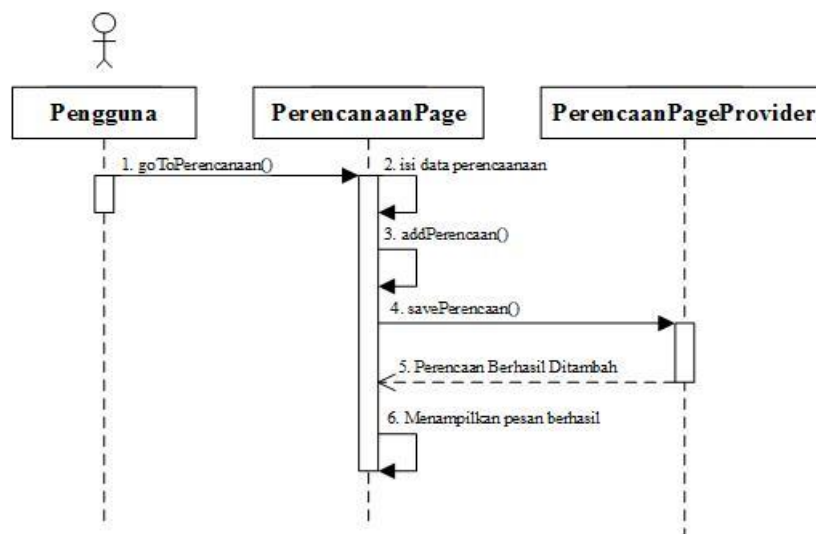 Pengguna
PerencanaanPage
PerencaanPageProvider
1. goToPerencanaan()
2. isi data perencaanaan
3. addPerencaan()
4. savePerencaan()
5. Perencaan Berhasil Ditambah
6. Menampilkan pesan berhasil